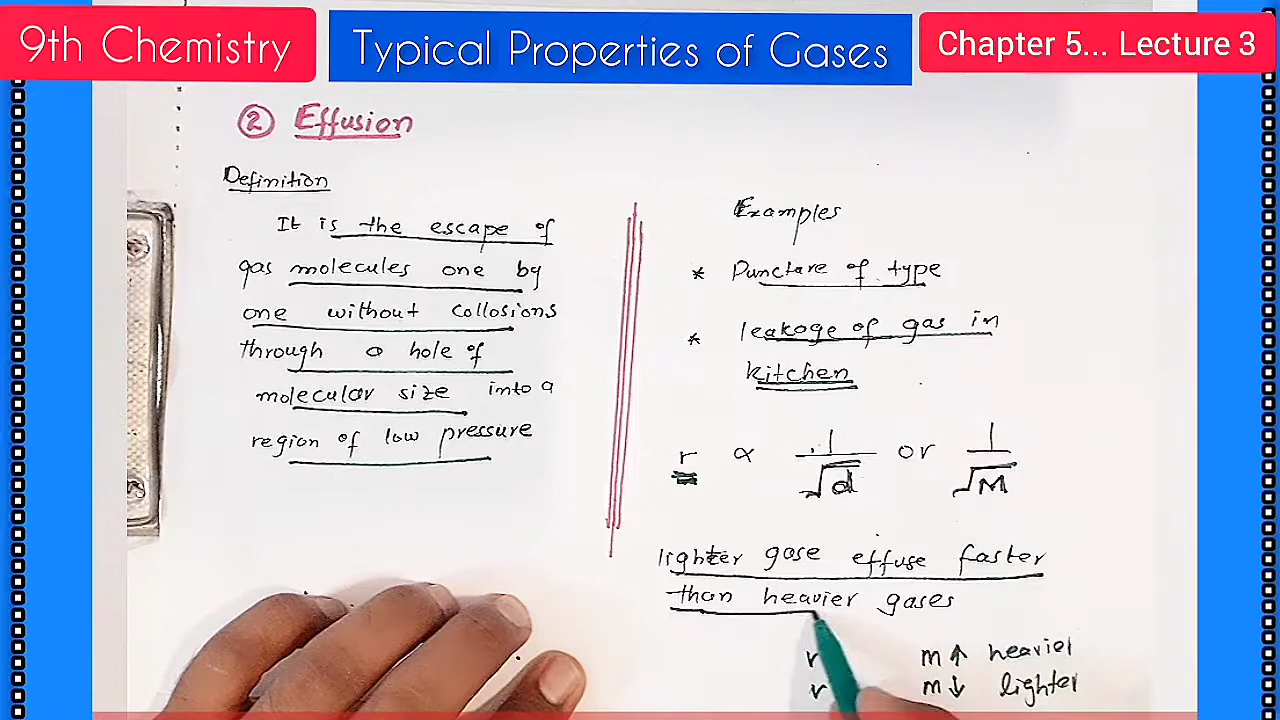 9th Chemistry
Typical Properties of Gases
Chapter 5... Lecture 3
② Effusion
Definition
It is the escape of
gas molecules one by
one without collosions
through a hole of
molecular size into a
region of low pressure
Examples
* Puncture of type
* leakoge of gas in
kitchen
r ∝ 1/√d or 1/√M
lighter gase effuse faster
than heavier gases
r m↑ heaviel
r m↓ lighter